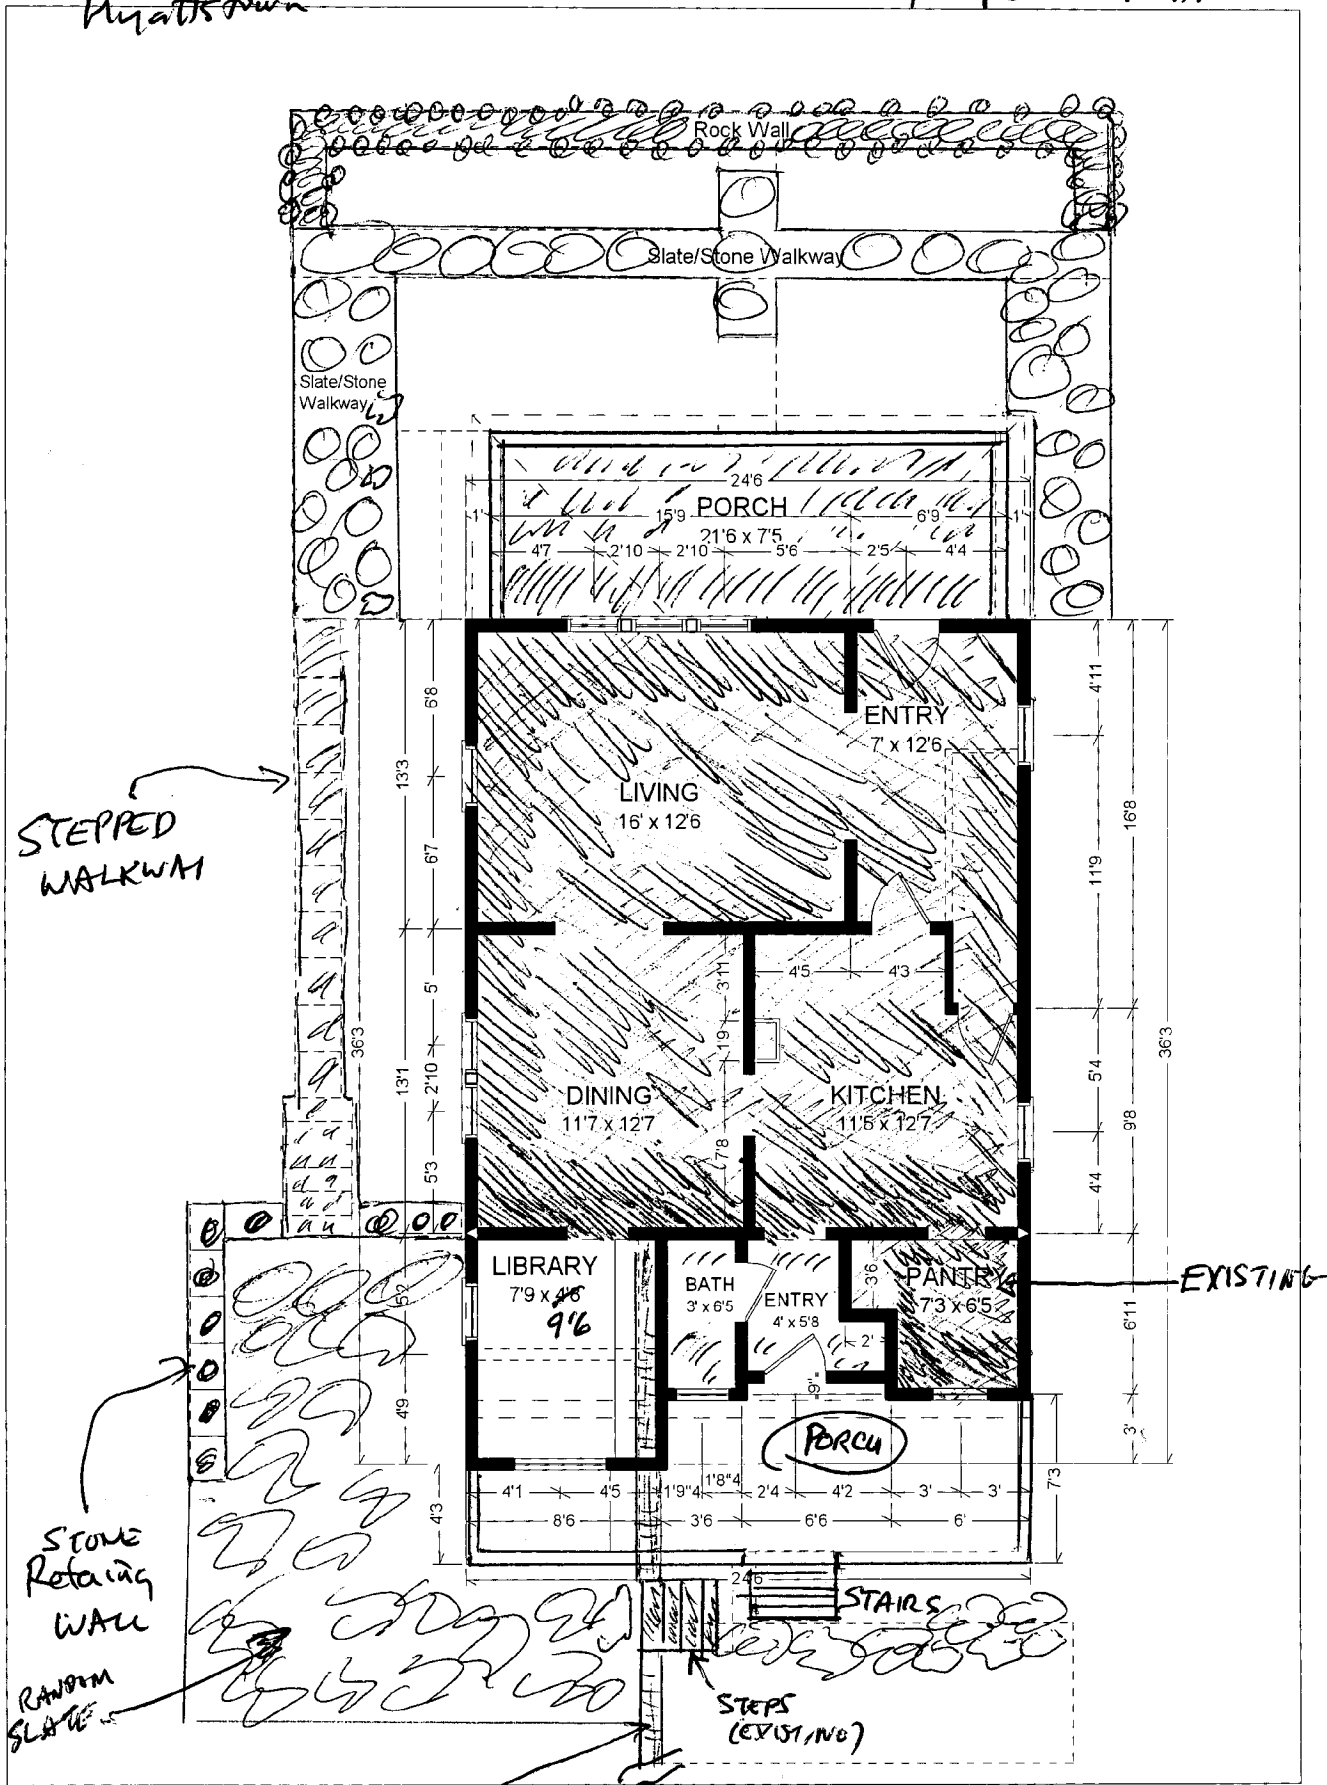 Hyattstown
Rock Wall
Slate/Stone Walkway
Slate/Stone
Walkway
24'6
1'
15'9
PORCH
6'9
1'
21'6 x 7'5
4'7
2'10
2'10
5'6
2'5
4'4
ENTRY
7' x 12'6
LIVING
16' x 12'6
6'8
13'3
6'7
4'11
16'8
11'9
STEPPED
WALKWAY
4'5
4'3
3'11
1'9
7'8
5'
36'3
13'1
2'10
5'3
36'3
5'4
9'8
4'4
DINING
11'7 x 12'7
KITCHEN
11'5 x 12'7
LIBRARY
7'9 x 4'8
9'6
BATH
3' x 6'5
ENTRY
4' x 5'8
3'6
PANTRY
7'3 x 6'5
EXISTING
6'11
2'
9"
5'2
4'9
PORCH
3'
7'3
4'3
4'1
4'5
1'9"4
1'8"4
2'4
4'2
3'
3'
8'6
3'6
6'6
6'
24'6
STAIRS
STONE
Retaing
WALL
RANDOM
SLATE
STEPS
(EXISTING)